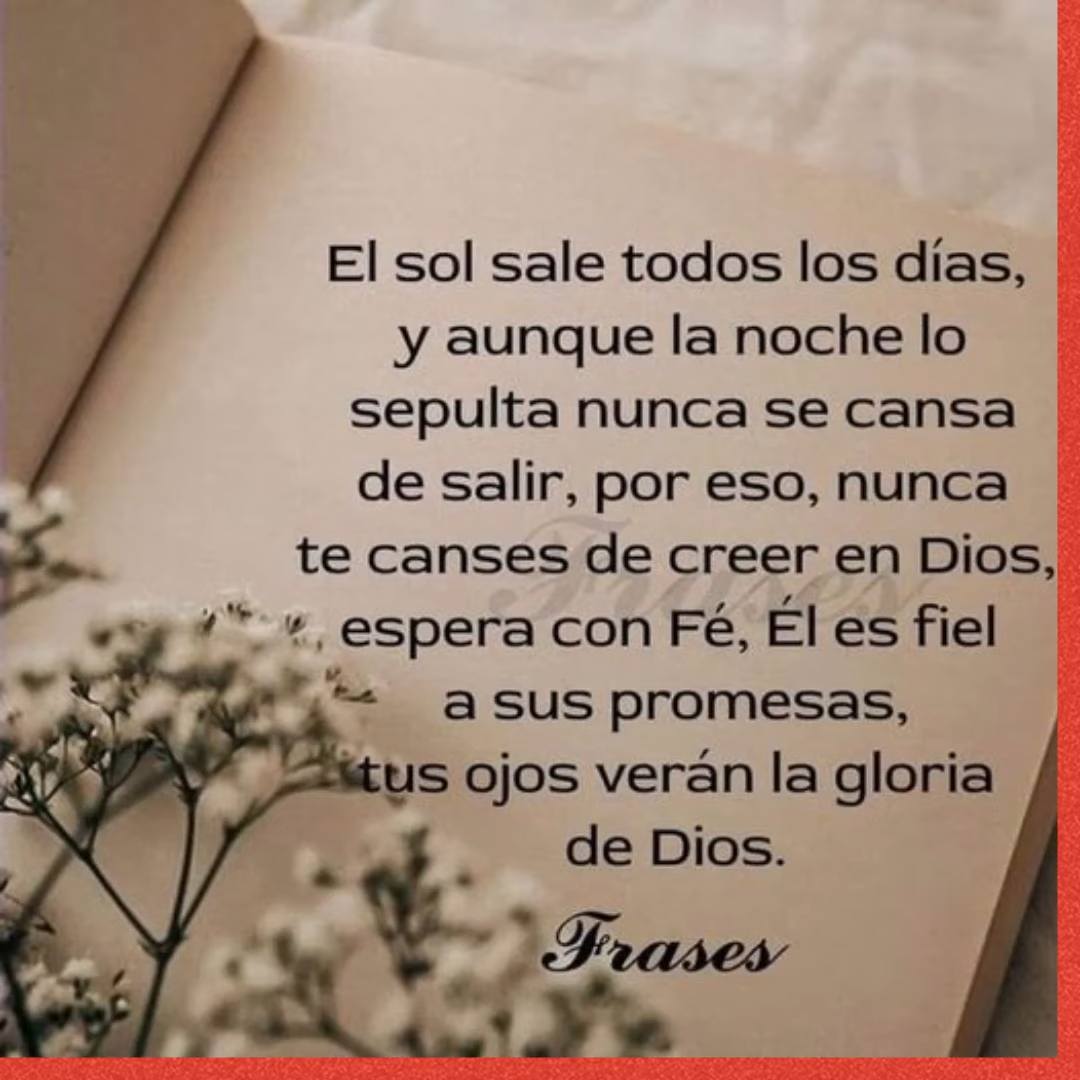 El sol sale todos los días,
y aunque la noche lo
sepulta nunca se cansa
de salir, por eso, nunca
te canses de creer en Dios,
espera con Fé, Él es fiel
a sus promesas,
tus ojos verán la gloria
de Dios.
Frases
Frases